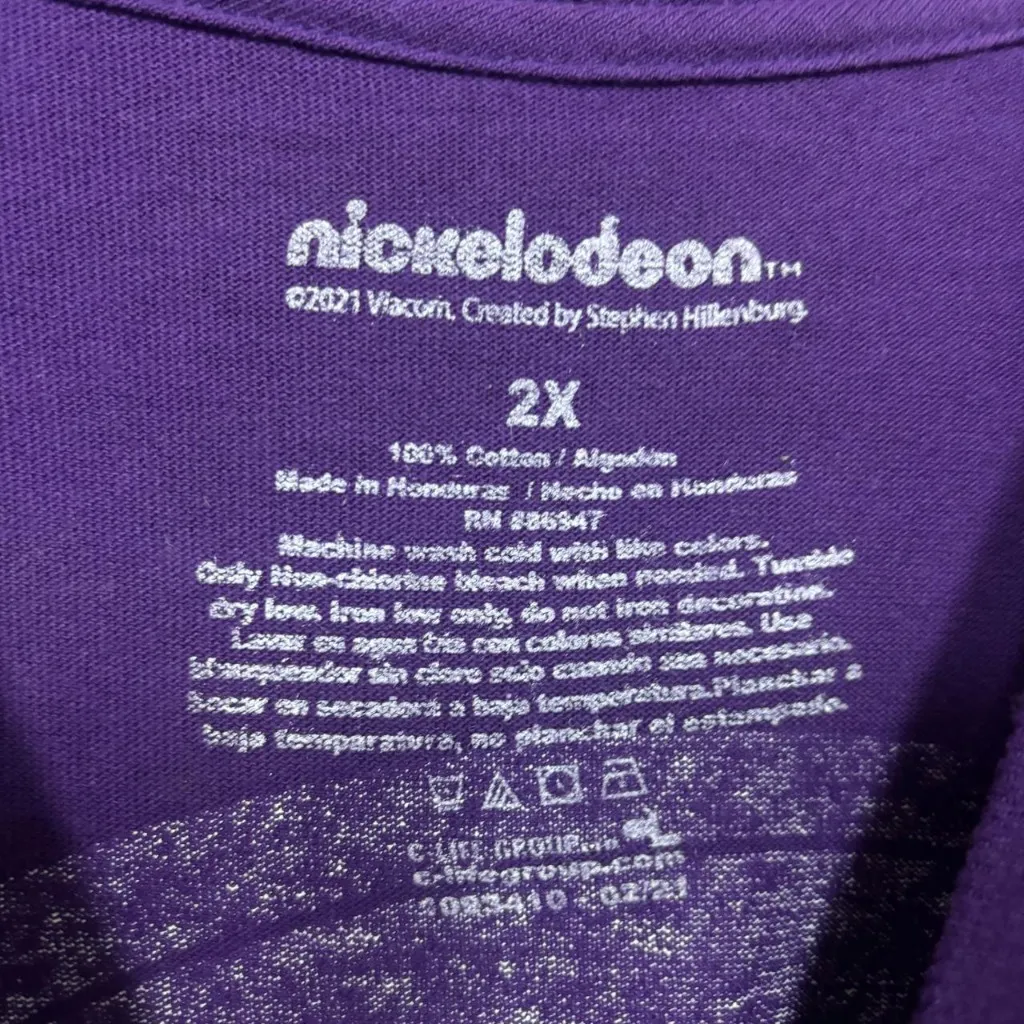 nickelodeon™
©2021 Viacom. Created by Stephen Hillenburg.
2X
100% Cotton / Algodón
Made in Honduras / Hecho en Honduras
RN
Machine wash cold with like colors.
Only Non-chlorine bleach when needed. Tumble
dry low. Iron low only, do not iron decoration.
Lavar en agua fria con colores similares. Use
blanqueador sin cloro solo cuando sea necesario.
Secar en secadora a baja temperatura.Planchar a
baja temperatura, no planchar el estampado.
C-LIFE GROUP
c-lifegroup.com
02/21